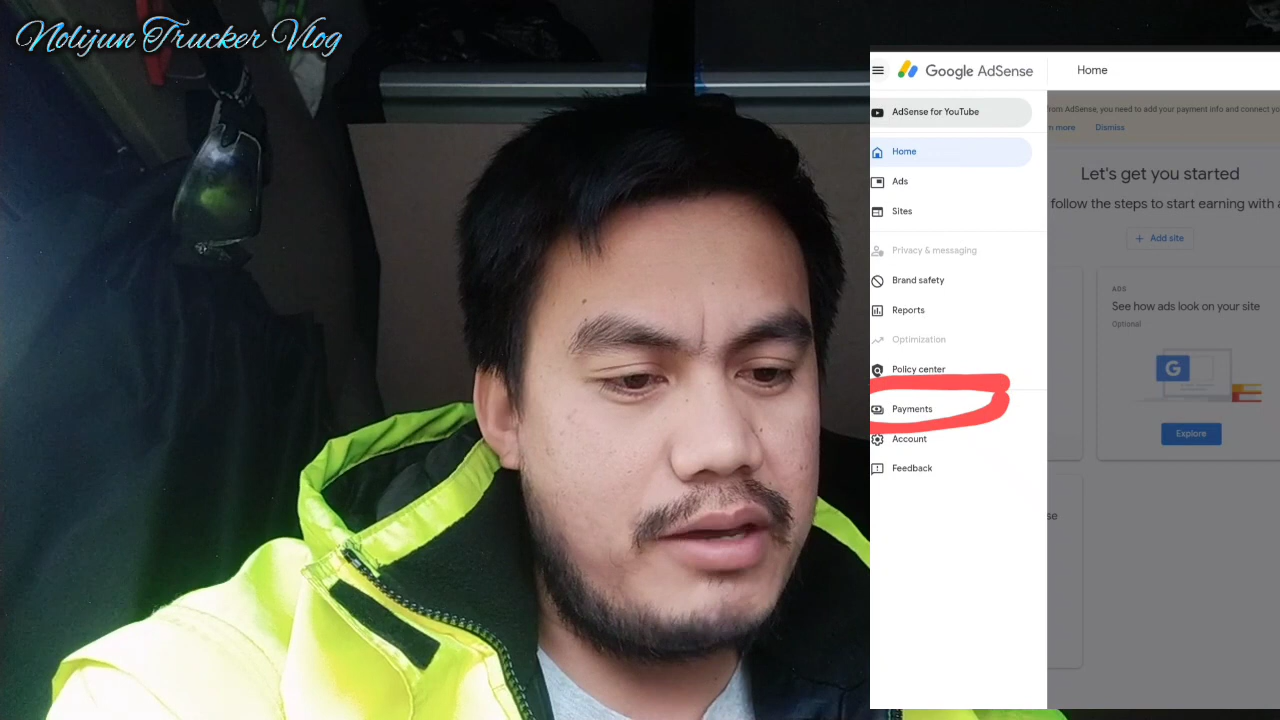 Nolijun Trucker Vlog
Google AdSense
Home
AdSense for YouTube
Home
Ads
Sites
Privacy & messaging
Brand safety
Reports
Optimization
Policy center
Payments
Account
Feedback
from AdSense, you need to add your payment info and connect
more
Dismiss
Let's get you started
follow the steps to start earning with
+ Add site
ADS
See how ads look on your site
Optional
G
Explore
se